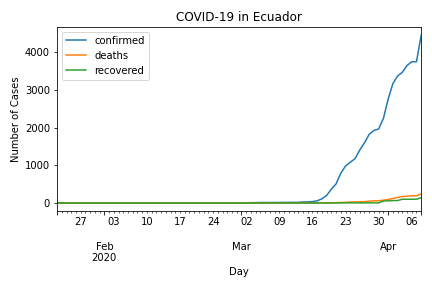 COVID-19 in Ecuador
confirmed
deaths
recovered
Number of Cases
4000
3000
2000
1000
0
27 03 10 17 24 02 09 16 23 30 06
Feb Mar Apr
2020
Day